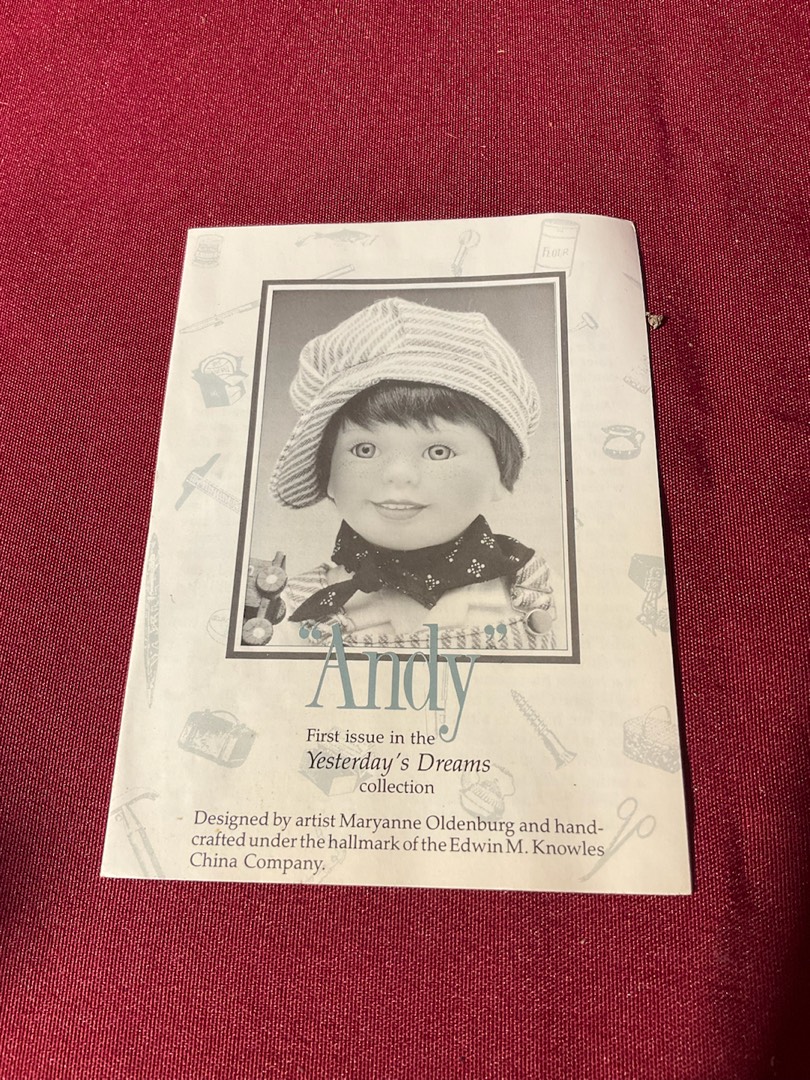 FLOUR
"Andy"
First issue in the
Yesterday's Dreams
collection
Designed by artist Maryanne Oldenburg and hand-
crafted under the hallmark of the Edwin M. Knowles
China Company.